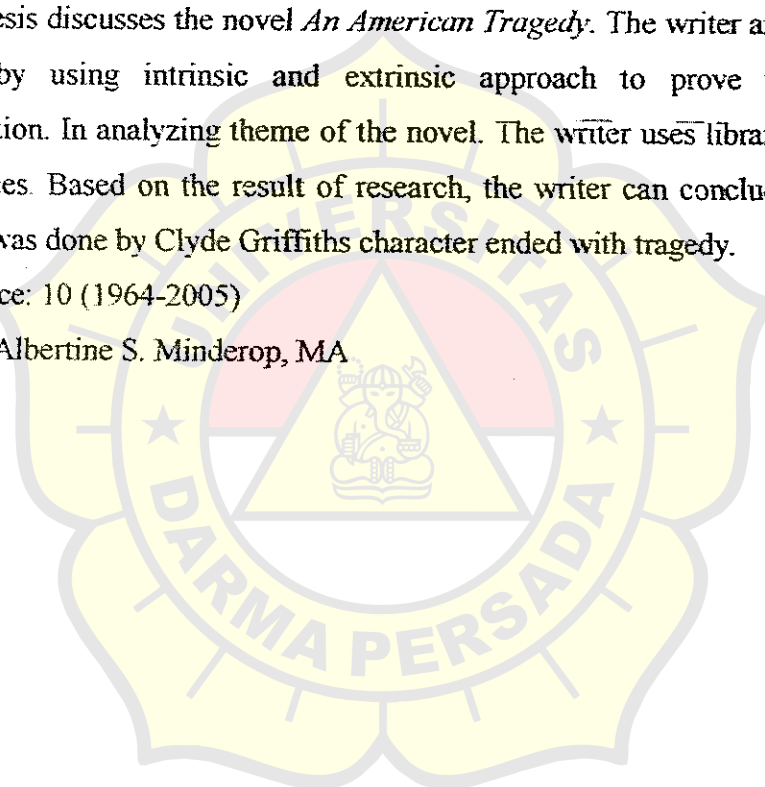 esis discusses the novel An American Tragedy. The writer a
by using intrinsic and extrinsic approach to prove
tion. In analyzing theme of the novel. The writer uses libra
ces. Based on the result of research, the writer can conclu
was done by Clyde Griffiths character ended with tragedy.
ce: 10 (1964-2005)
Albertine S. Minderop, MA
UNIVERSITAS
DARMA PERSADA